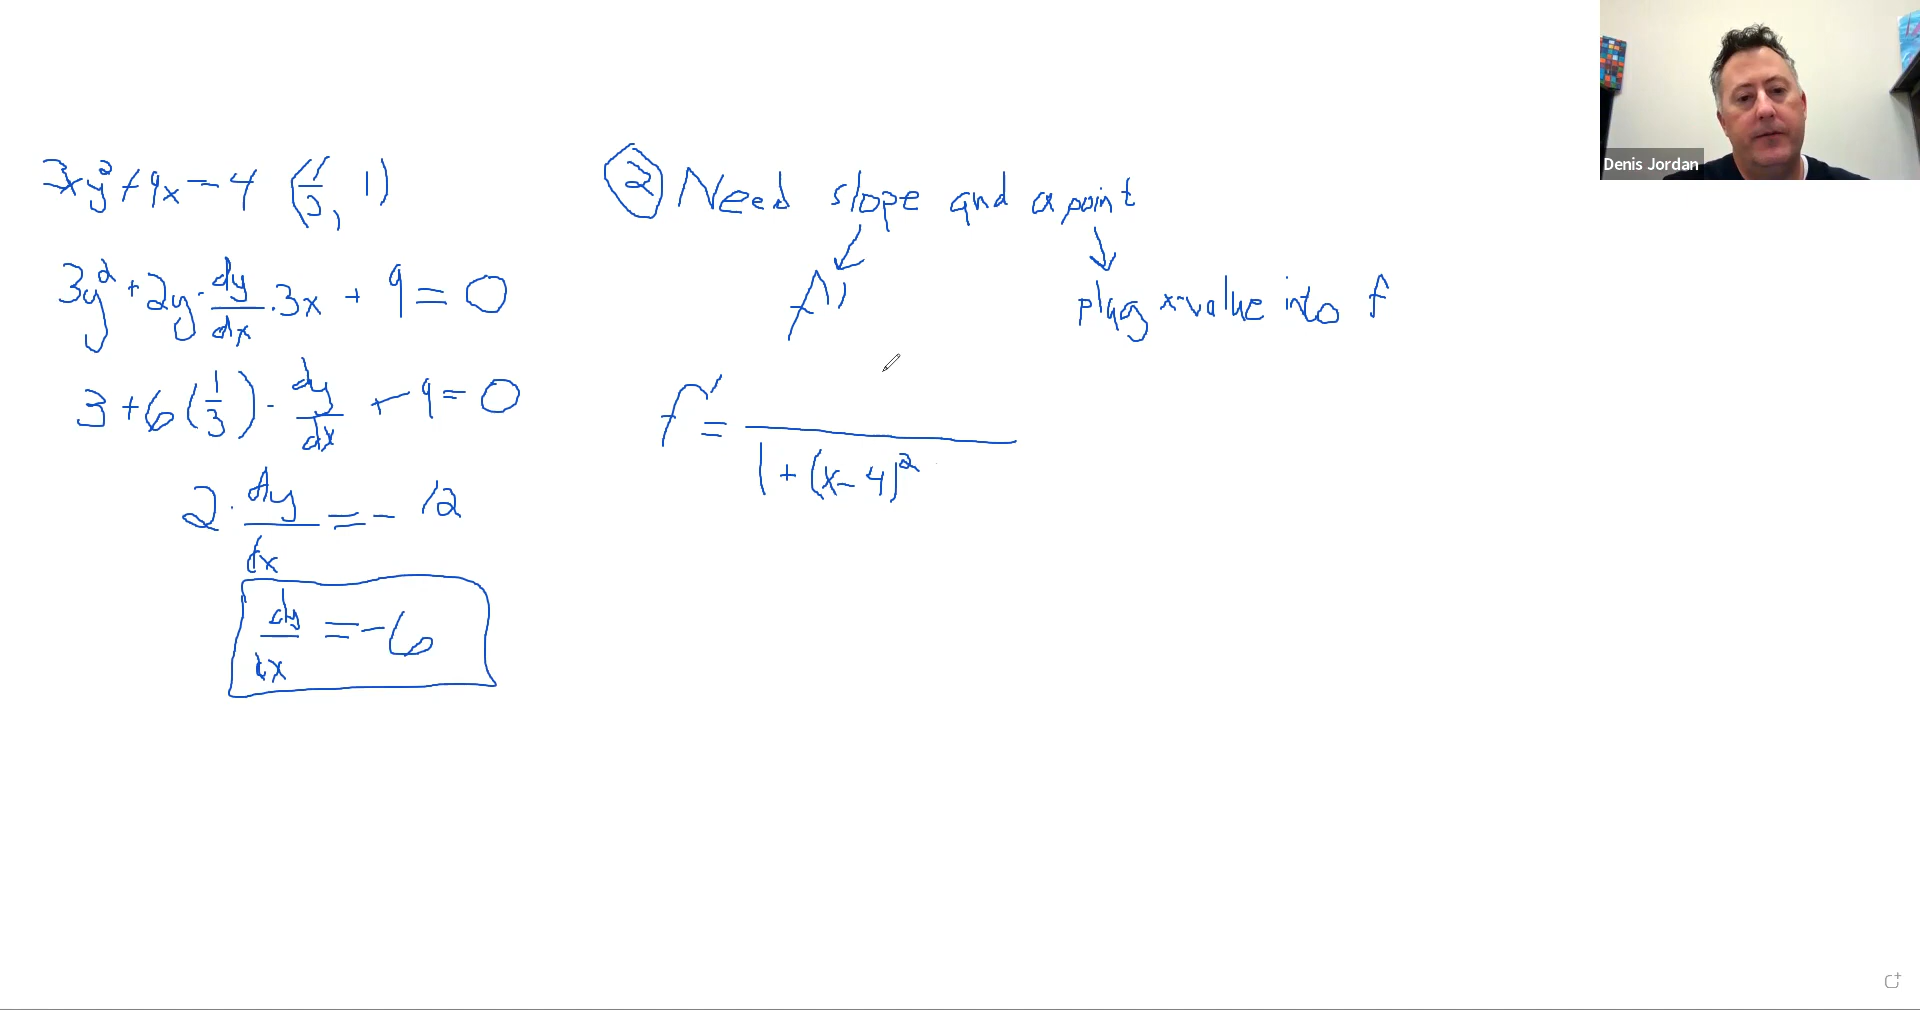 3xy² + 9x = 4 (1/3, 1)
3y² + 2y · dy/dx · 3x + 9 = 0
3 + 6(1/3) · dy/dx + 9 = 0
2 · dy/dx = - 12
dy/dx = -6
② Need slope and a point
f'
plug x-value into f
f' =
1 + (x - 4)²
Denis Jordan